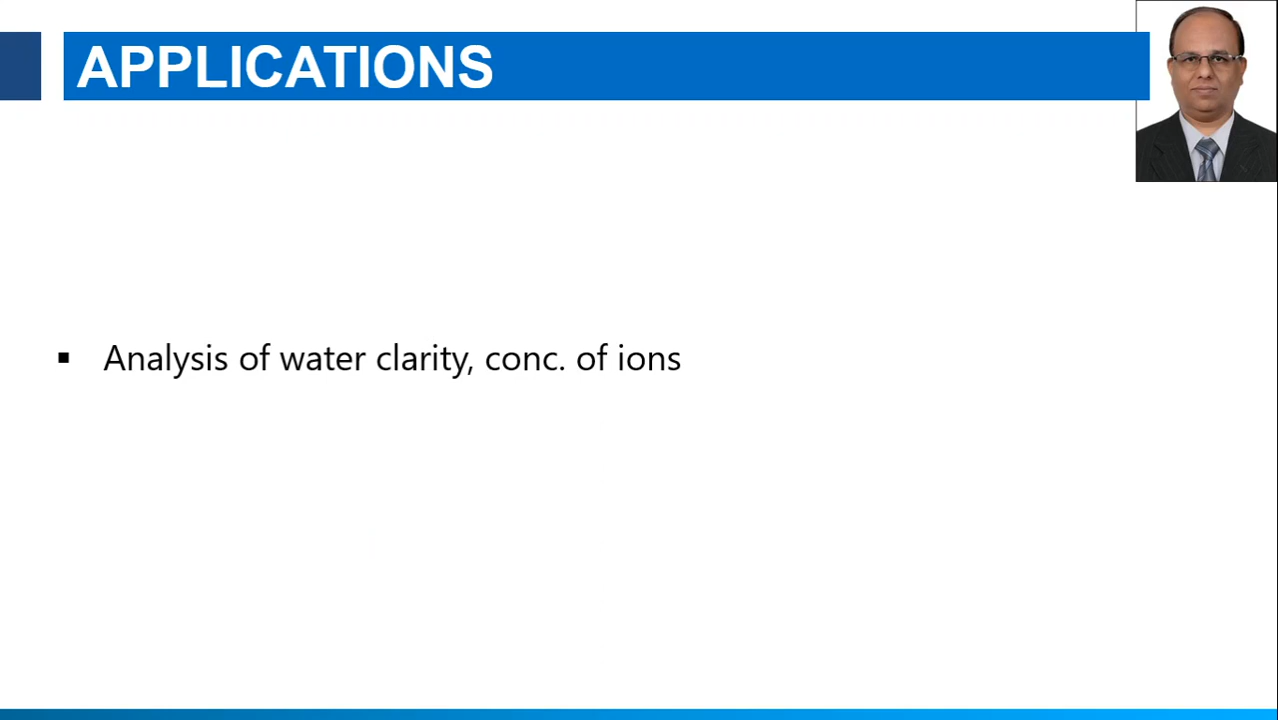 APPLICATIONS
▪ Analysis of water clarity, conc. of ions